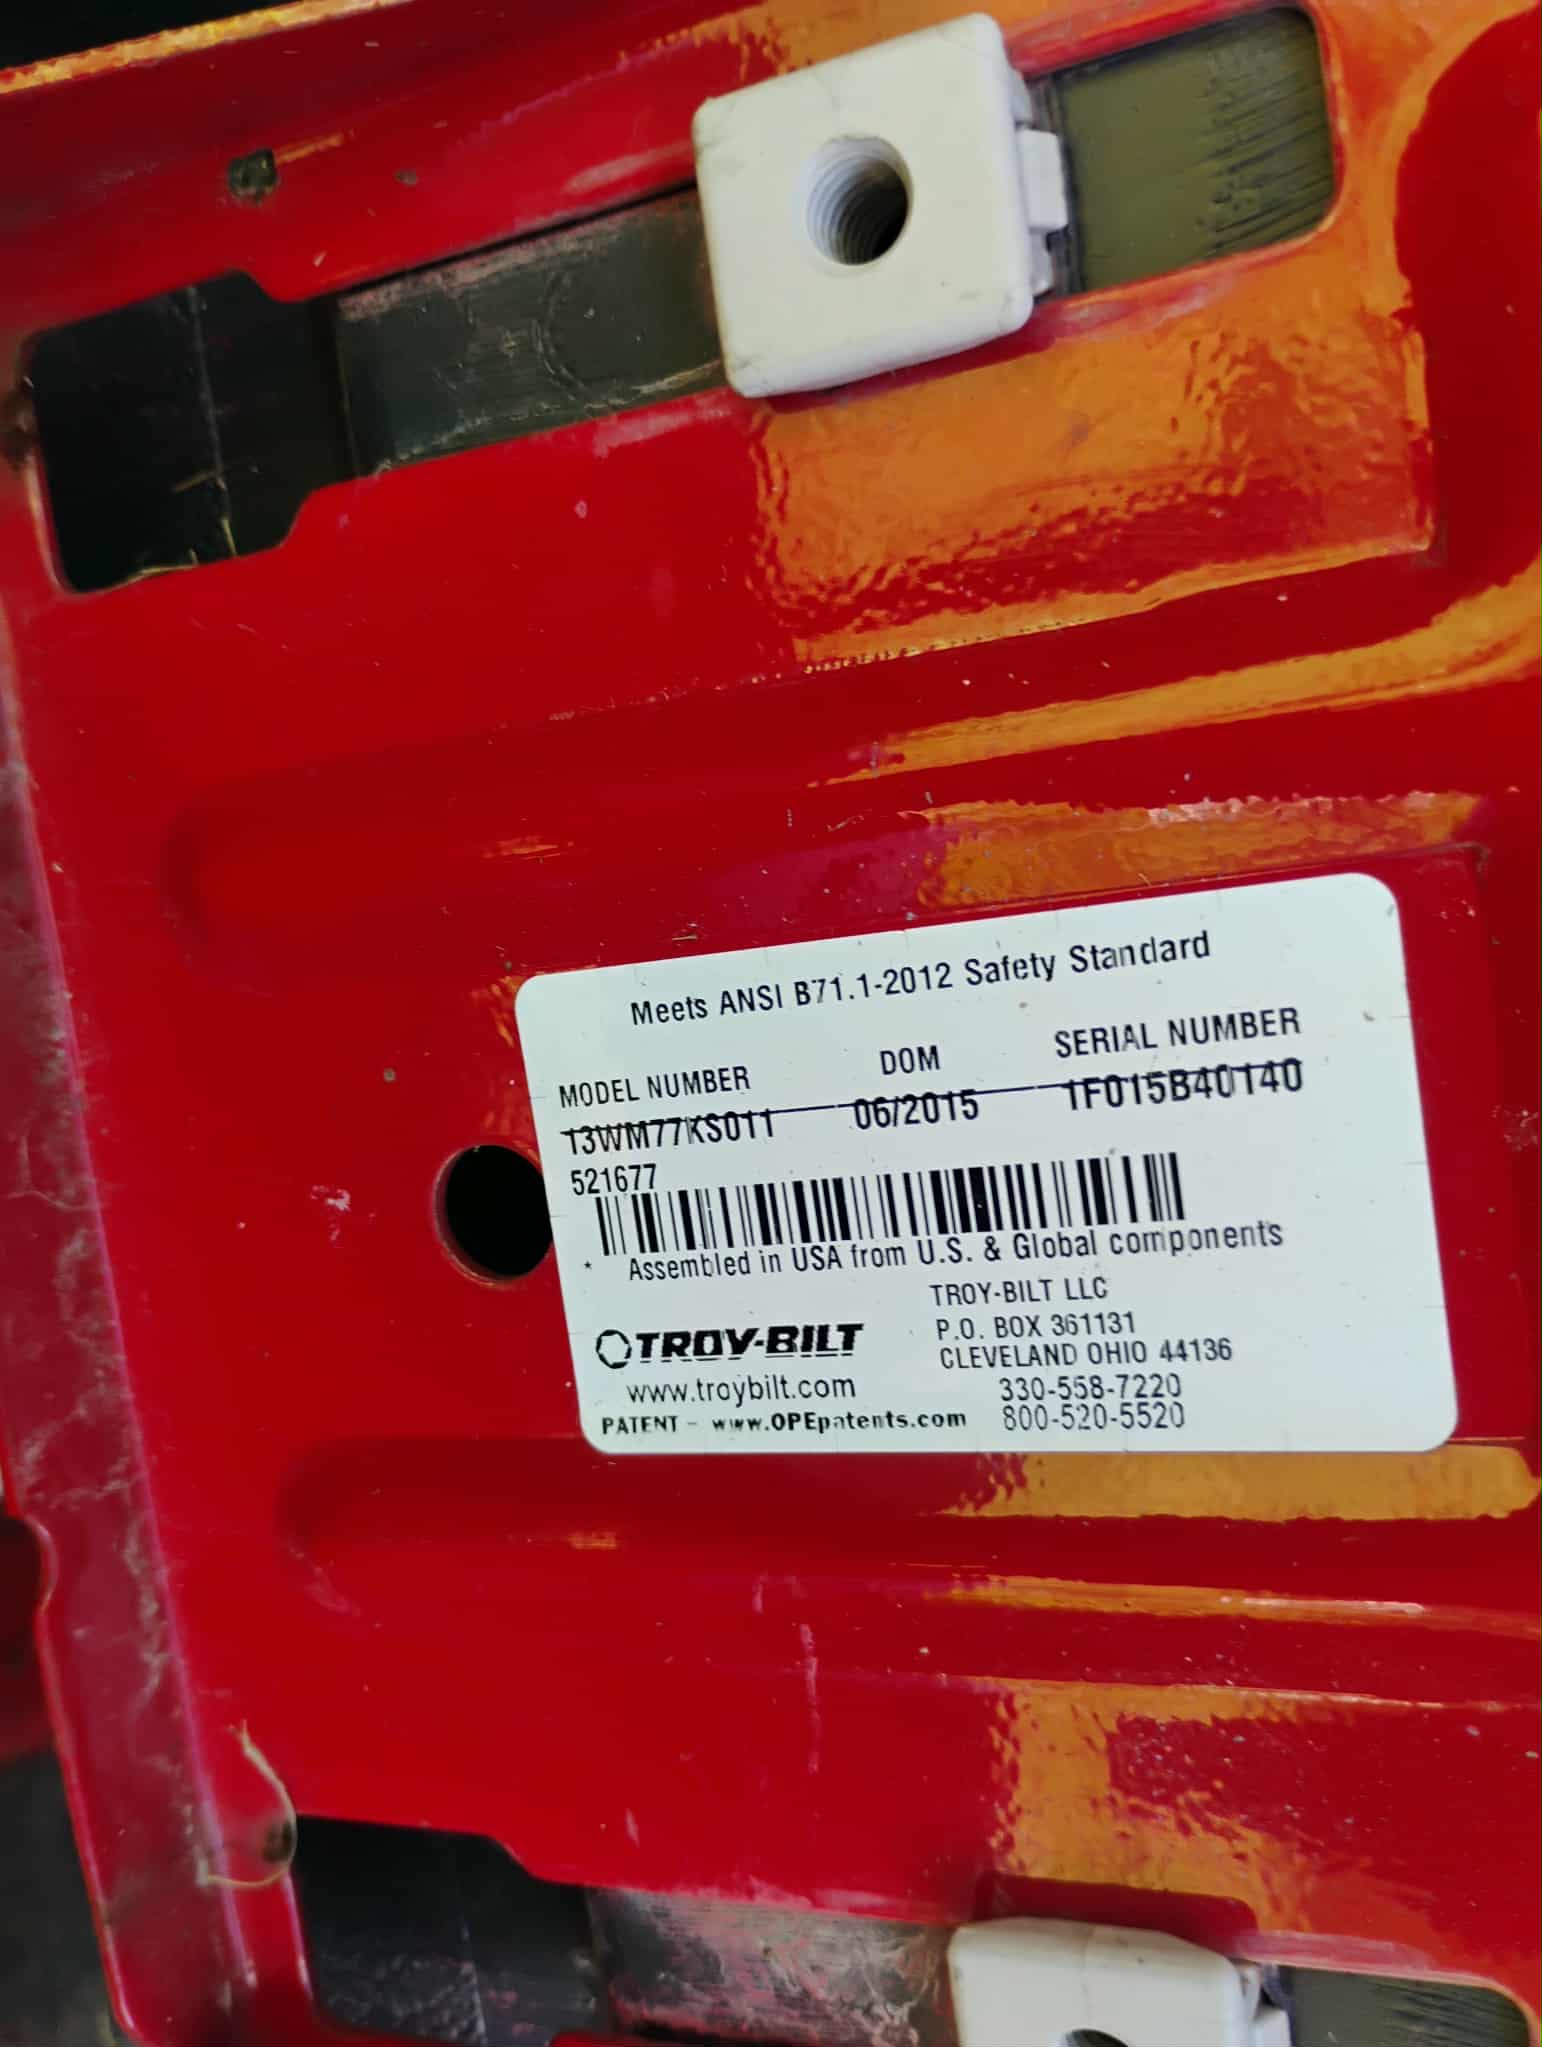 Meets ANSI B71.1-2012 Safety Standard
MODEL NUMBER DOM SERIAL NUMBER
13WM77KS011 06/2015 1F015B40140
521677
* Assembled in USA from U.S. & Global components
TROY-BILT LLC
P.O. BOX 361131
CLEVELAND OHIO 44136
330-558-7220
800-520-5520
TROY-BILT
www.troybilt.com
PATENT - www.OPEpatents.com